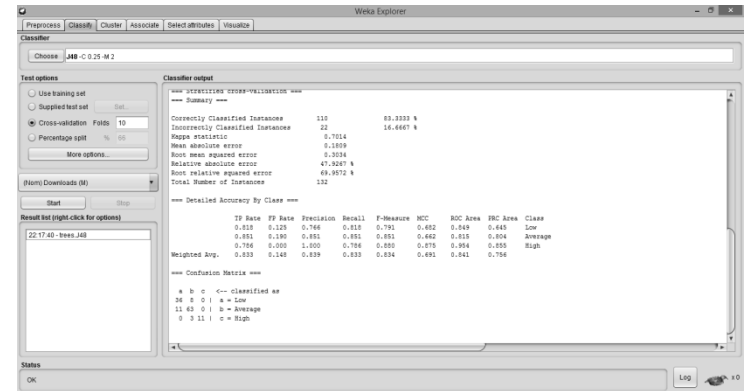 Weka Explorer
Preprocess Classify Cluster Associate Select attributes Visualize
Classifier
Choose J48 -C 0.25 -M 2
Test options
Use training set
Supplied test set Set...
Cross-validation Folds 10
Percentage split % 66
More options...
(Nom) Downloads (M)
Start Stop
Result list (right-click for options)
22:17:40 - trees.J48
Classifier output
=== Stratified cross-validation ===
=== Summary ===
Correctly Classified Instances 110 83.3333 %
Incorrectly Classified Instances 22 16.6667 %
Kappa statistic 0.7014
Mean absolute error 0.1809
Root mean squared error 0.3034
Relative absolute error 47.9267 %
Root relative squared error 69.9572 %
Total Number of Instances 132
=== Detailed Accuracy By Class ===
TP Rate FP Rate Precision Recall F-Measure MCC ROC Area PRC Area Class
0.818 0.125 0.766 0.818 0.791 0.682 0.849 0.645 Low
0.851 0.190 0.851 0.851 0.851 0.662 0.815 0.804 Average
0.786 0.000 1.000 0.786 0.880 0.875 0.954 0.855 High
Weighted Avg. 0.833 0.148 0.839 0.833 0.834 0.691 0.841 0.756
=== Confusion Matrix ===
a b c <-- classified as
36 8 0 | a = Low
11 63 0 | b = Average
0 3 11 | c = High
Status
OK
Log
x 0